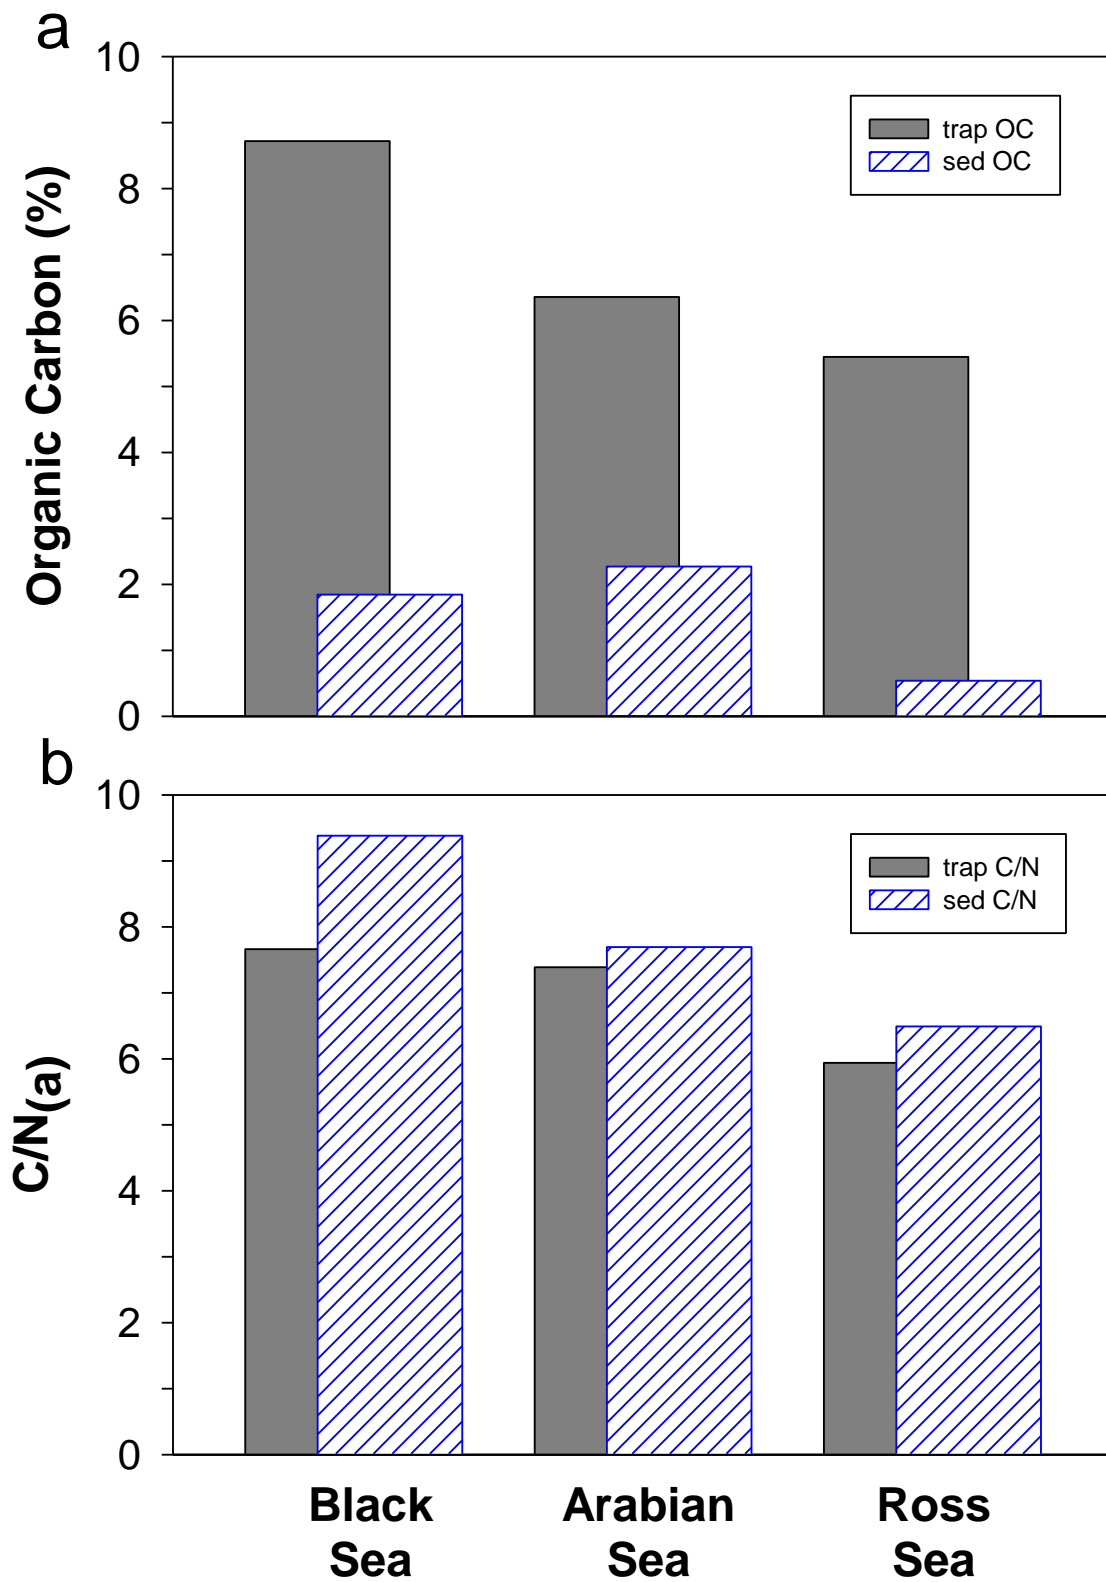 a
10
8
6
4
2
0
Organic Carbon (%)
trap OC
sed OC
b
10
8
6
4
2
0
C/N(a)
trap C/N
sed C/N
Black
Sea
Arabian
Sea
Ross
Sea